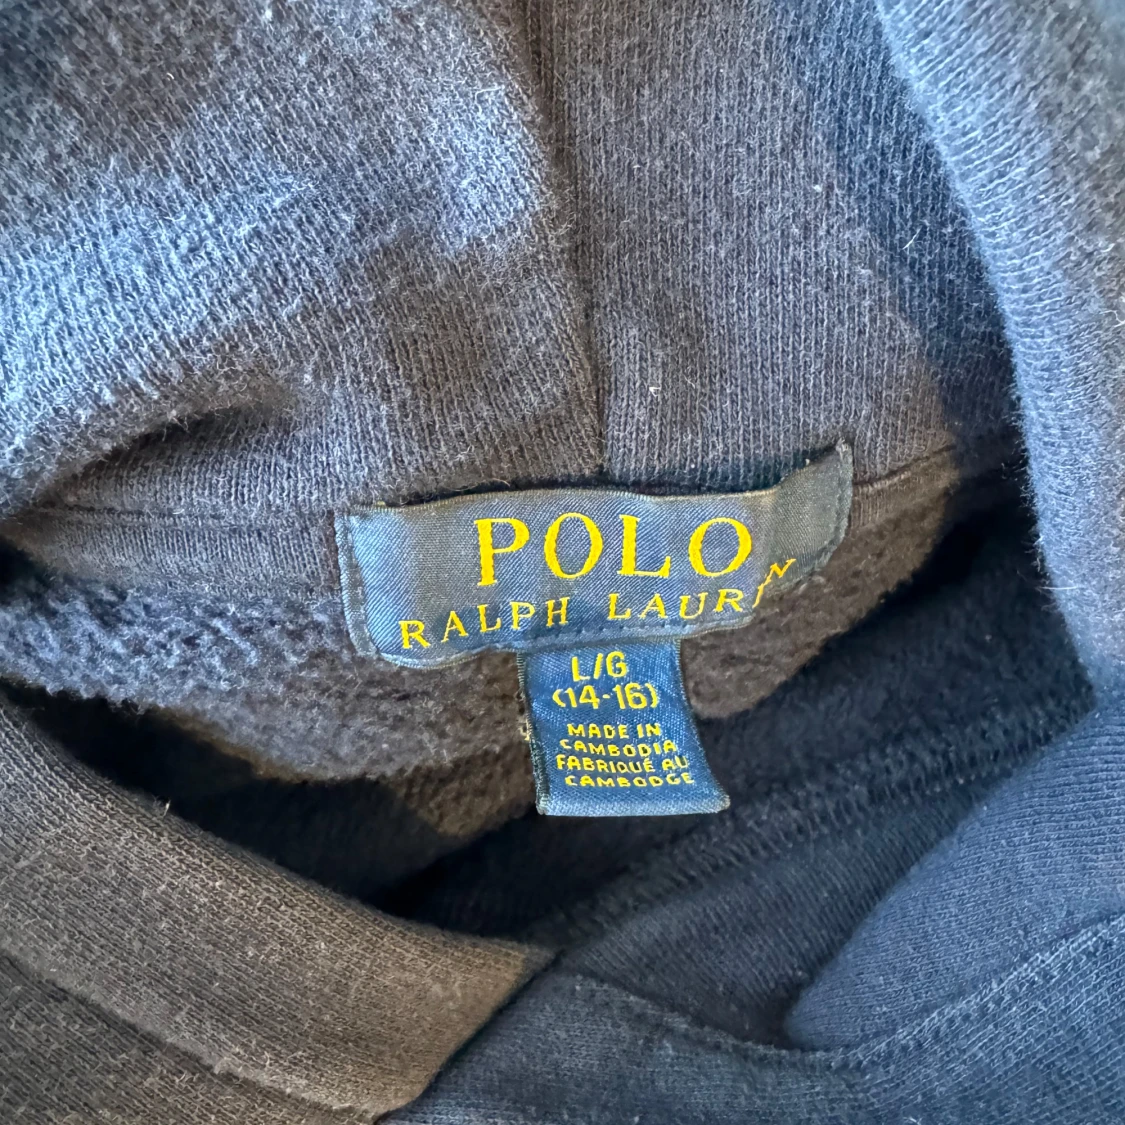 POLO
RALPH LAUREN
L/G
(14-16)
MADE IN
CAMBODIA
FABRIQUÉ AU
CAMBODGE